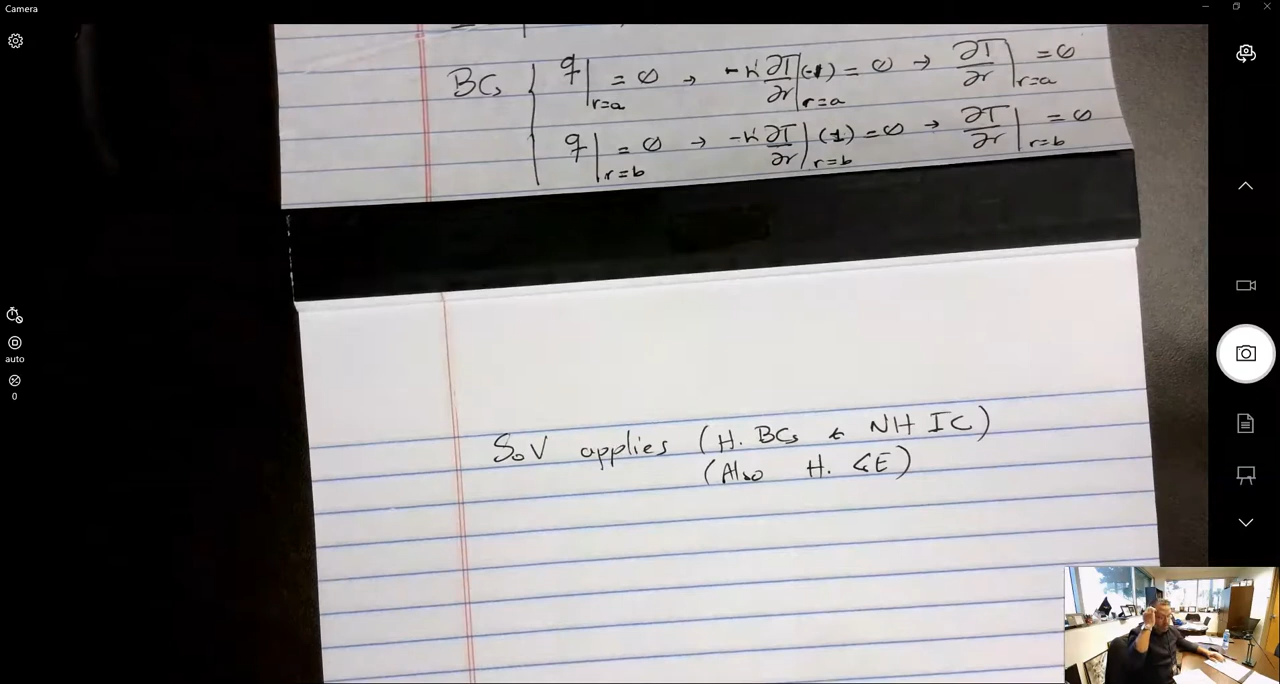 Camera
BCs { q|r=a = 0 → -k ∂T/∂r|r=a (-1) = 0 → ∂T/∂r|r=a = 0
q|r=b = 0 → -k ∂T/∂r|r=b (1) = 0 → ∂T/∂r|r=b = 0
auto
0
SoV applies (H. BCs & NH IC)
(Also H. GE)